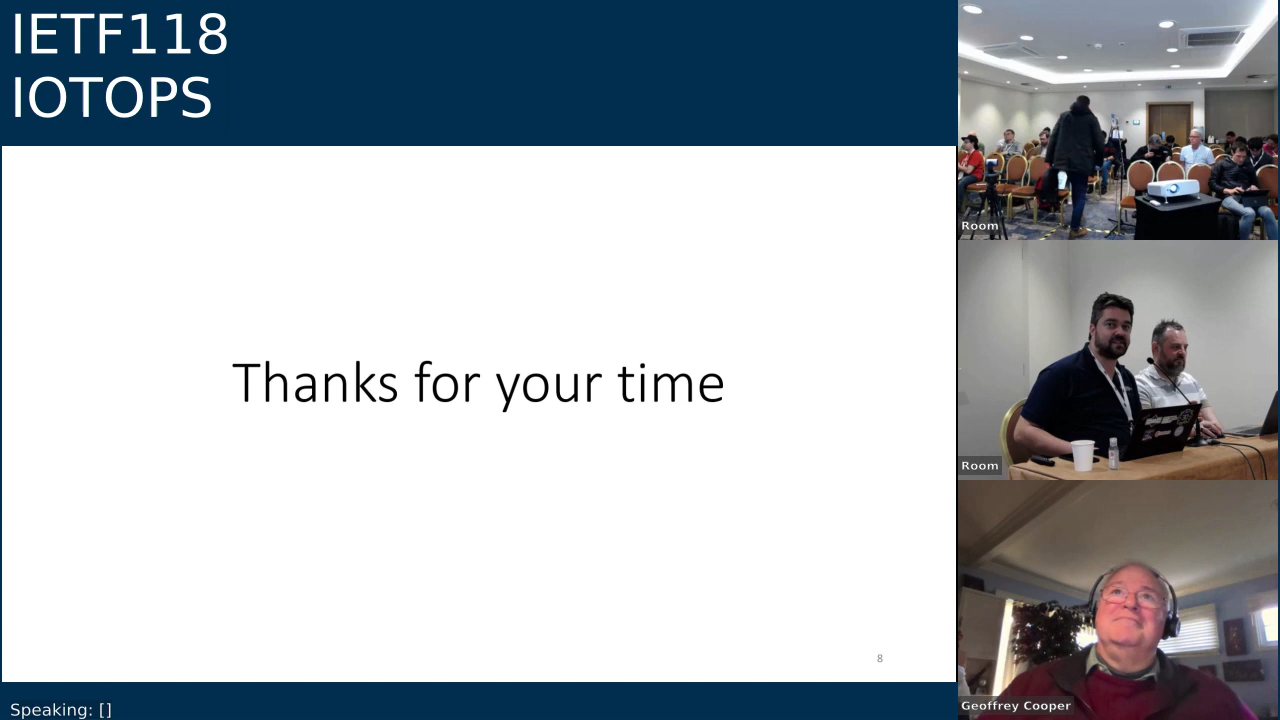 IETF118
IOTOPS
Thanks for your time
8
Speaking: []
Room
Room
Geoffrey Cooper